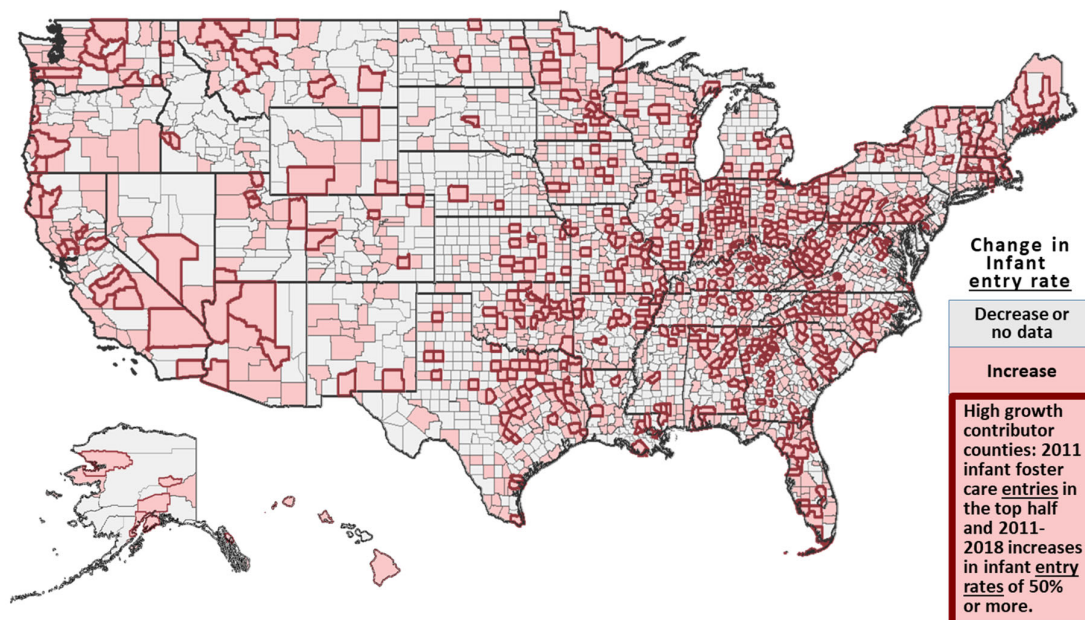 Change in
Infant
entry rate
Decrease or
no data
Increase
High growth
contributor
counties: 2011
infant foster
care entries in
the top half
and 2011-
2018 increases
in infant entry
rates of 50%
or more.